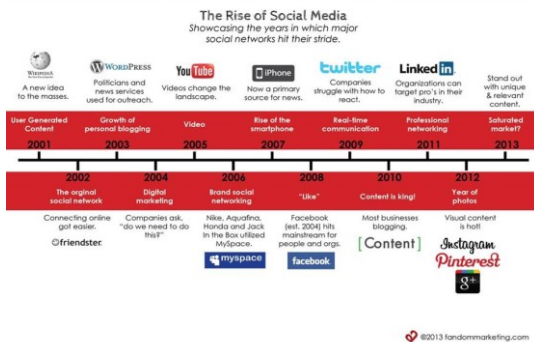 The Rise of Social Media
Showcasing the years in which major
social networks hit their stride.
WIKIPEDIA
A new idea
to the masses.
WORDPRESS
Politicians and
news services
used for outreach.
YouTube
Videos change the
landscape.
iPhone
Now a primary
source for news.
twitter
Companies
struggle with how to
react.
Linked in
Organizations can
target pro's in their
industry.
Stand out
with unique
& relevant
content.
User Generated
Content
2001
Growth of
personal blogging
2003
Video
2005
Rise of the
smartphone
2007
Real-time
communication
2009
Professional
networking
2011
Saturated
market?
2013
2002
The orginal
social network
Connecting online
got easier.
friendster
2004
Digital
marketing
Companies ask,
"do we need to do
this?"
2006
Brand social
networking
Nike, Aquafina,
Honda and Jack
In the Box utilized
MySpace.
myspace
2008
"Like"
Facebook
(est. 2004) hits
mainstream for
people and orgs.
facebook
2010
Content is king!
Most businesses
blogging.
[Content]
2012
Year of
photos
Visual content
is hot!
Instagram
Pinterest
g+
©2013 fandommarketing.com